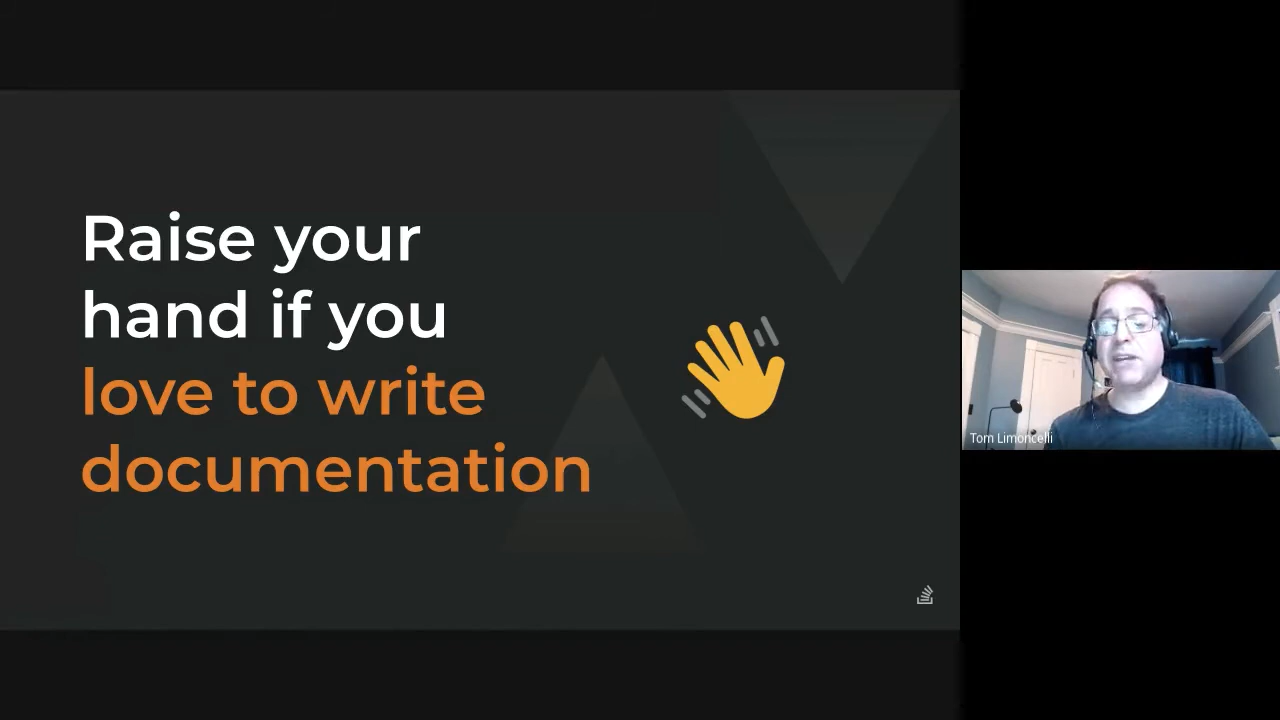 Raise your
hand if you
love to write
documentation
Tom Limoncelli